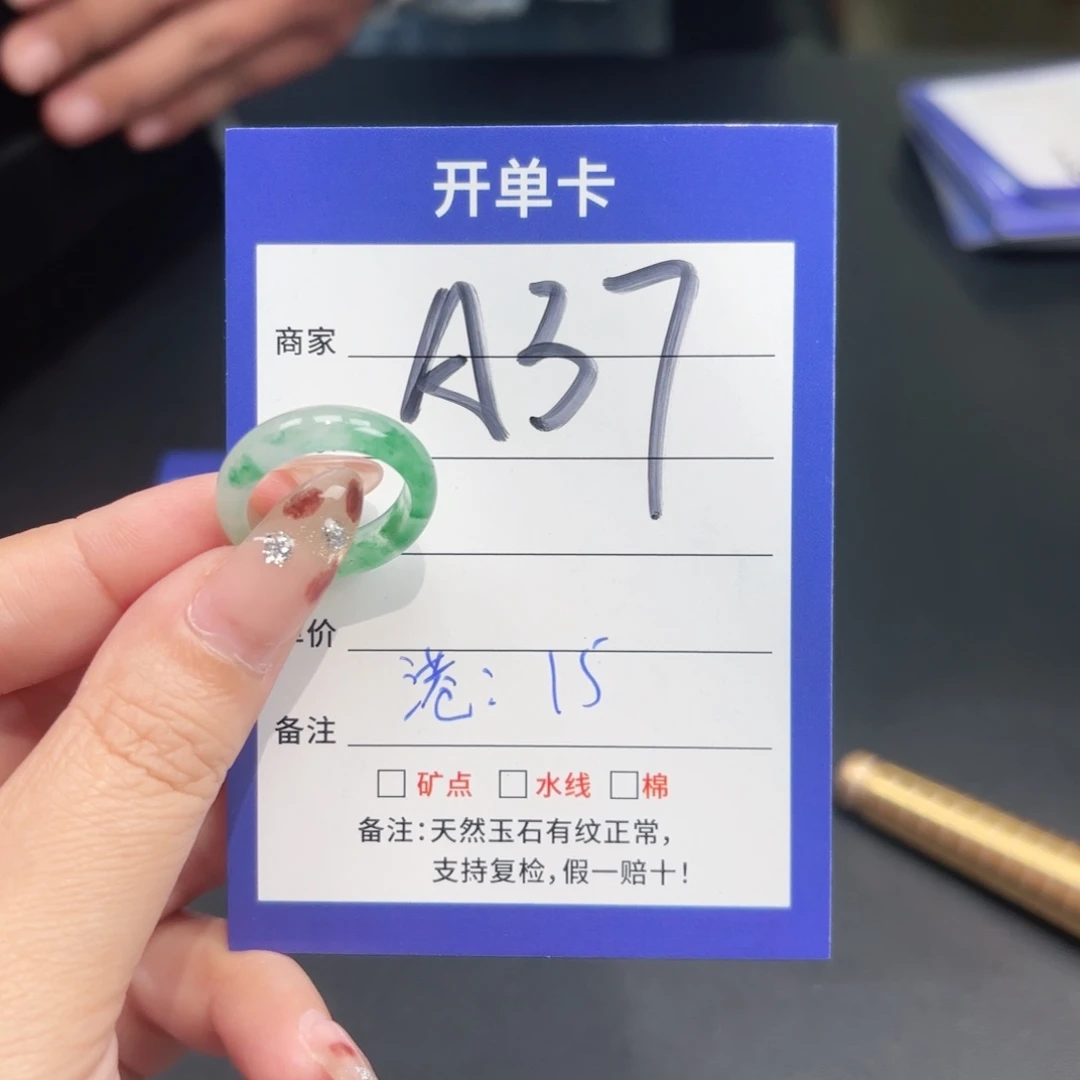 开单卡
商家 A37
价
港：15
备注
矿点 水线 棉
备注：天然玉石有纹正常，
支持复检，假一赔十！